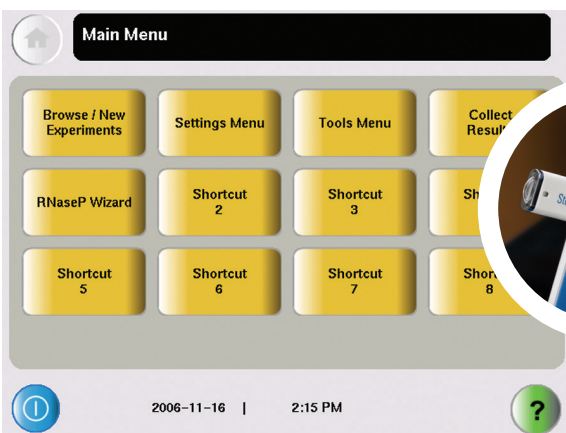 Main Menu
Browse / New
Experiments
Settings Menu
Tools Menu
Collect
RNaseP Wizard
Shortcut
2
Shortcut
3
Shortcut
5
Shortcut
6
Shortcut
7
8
2006-11-16 | 2:15 PM
?